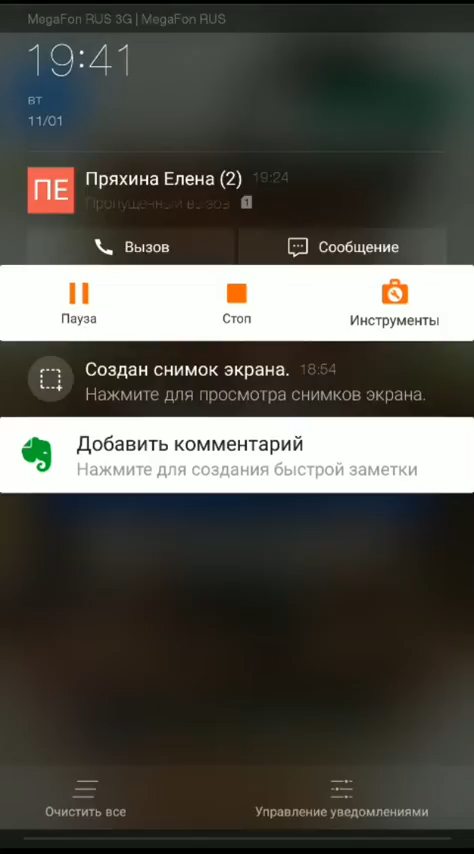 MegaFon RUS 3G | MegaFon RUS
19:41
вт
11/01
ПЕ
Пряхина Елена (2) 19:24
Пропущенный вызов 1
Вызов Сообщение
Пауза Стоп Инструменты
Создан снимок экрана. 18:54
Нажмите для просмотра снимков экрана.
Добавить комментарий
Нажмите для создания быстрой заметки
Очистить все Управление уведомлениями